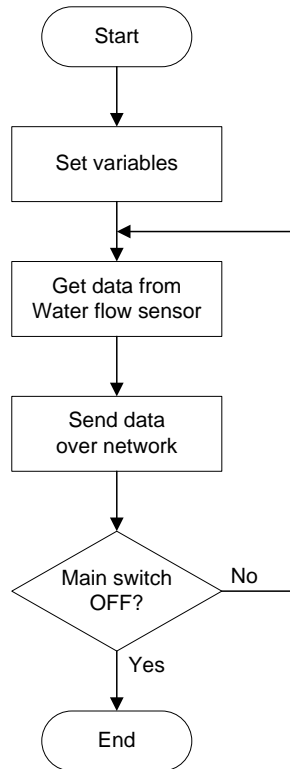 Start
Set variables
Get data from
Water flow sensor
Send data
over network
Main switch
OFF?
No
Yes
End